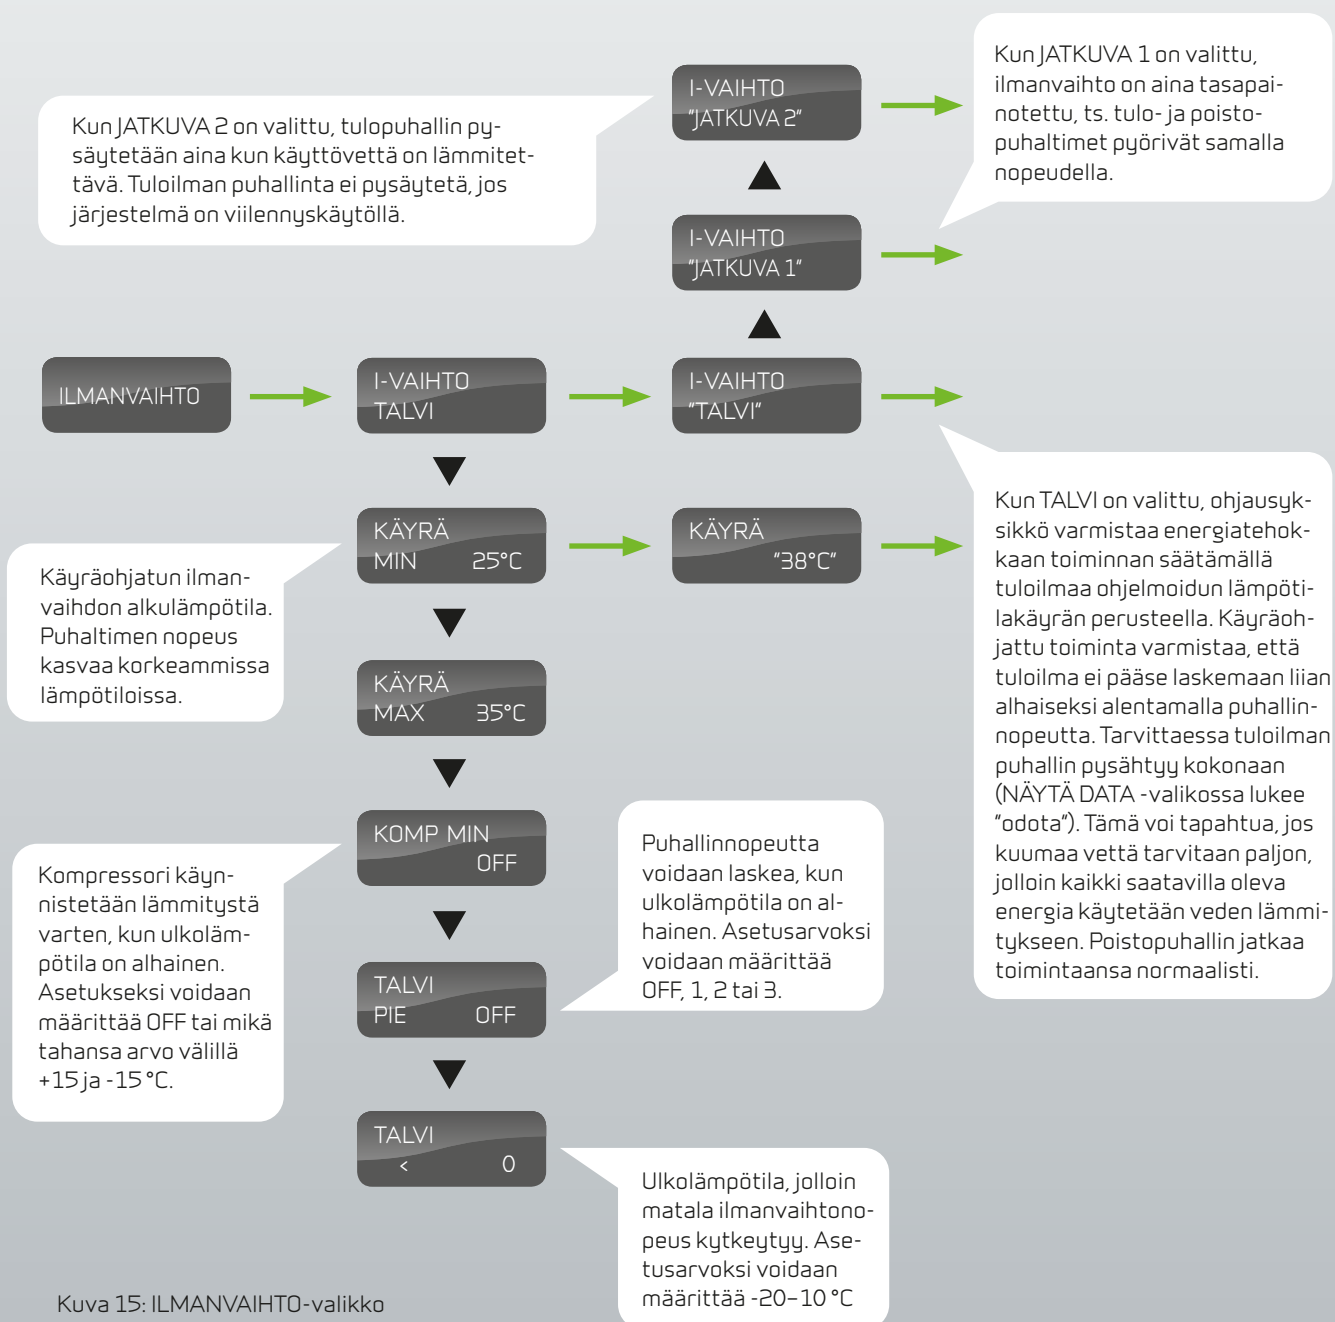 Kun JATKUVA 2 on valittu, tulopuhallin py-
säytetään aina kun käyttövettä on lämmitet-
tävä. Tuloilman puhallinta ei pysäytetä, jos
järjestelmä on viilennyskäytöllä.
I-VAIHTO
"JATKUVA 2"
Kun JATKUVA 1 on valittu,
ilmanvaihto on aina tasapai-
notettu, ts. tulo- ja poisto-
puhaltimet pyörivät samalla
nopeudella.
I-VAIHTO
"JATKUVA 1"
ILMANVAIHTO
I-VAIHTO
TALVI
I-VAIHTO
"TALVI"
Kun TALVI on valittu, ohjausyk-
sikkö varmistaa energiatehok-
kaan toiminnan säätämällä
tuloilmaa ohjelmoidun lämpöti-
lakäyrän perusteella. Käyräoh-
jattu toiminta varmistaa, että
tuloilma ei pääse laskemaan liian
alhaiseksi alentamalla puhallin-
nopeutta. Tarvittaessa tuloilman
puhallin pysähtyy kokonaan
(NÄYTÄ DATA -valikossa lukee
"odota"). Tämä voi tapahtua, jos
kuumaa vettä tarvitaan paljon,
jolloin kaikki saatavilla oleva
energia käytetään veden lämmi-
tykseen. Poistopuhallin jatkaa
toimintaansa normaalisti.
KÄYRÄ
MIN 25°C
KÄYRÄ
"38°C"
Käyräohjatun ilman-
vaihdon alkulämpötila.
Puhaltimen nopeus
kasvaa korkeammissa
lämpötiloissa.
KÄYRÄ
MAX 35°C
KOMP MIN
OFF
Kompressori käyn-
nistetään lämmitystä
varten, kun ulkoläm-
pötila on alhainen.
Asetukseksi voidaan
määrittää OFF tai mikä
tahansa arvo välillä
+15 ja -15 °C.
Puhallinnopeutta
voidaan laskea, kun
ulkolämpötila on al-
hainen. Asetusarvoksi
voidaan määrittää
OFF, 1, 2 tai 3.
TALVI
PIE OFF
TALVI
< 0
Ulkolämpötila, jolloin
matala ilmanvaihtono-
peus kytkeytyy. Ase-
tusarvoksi voidaan
määrittää -20–10 °C
Kuva 15: ILMANVAIHTO-valikko